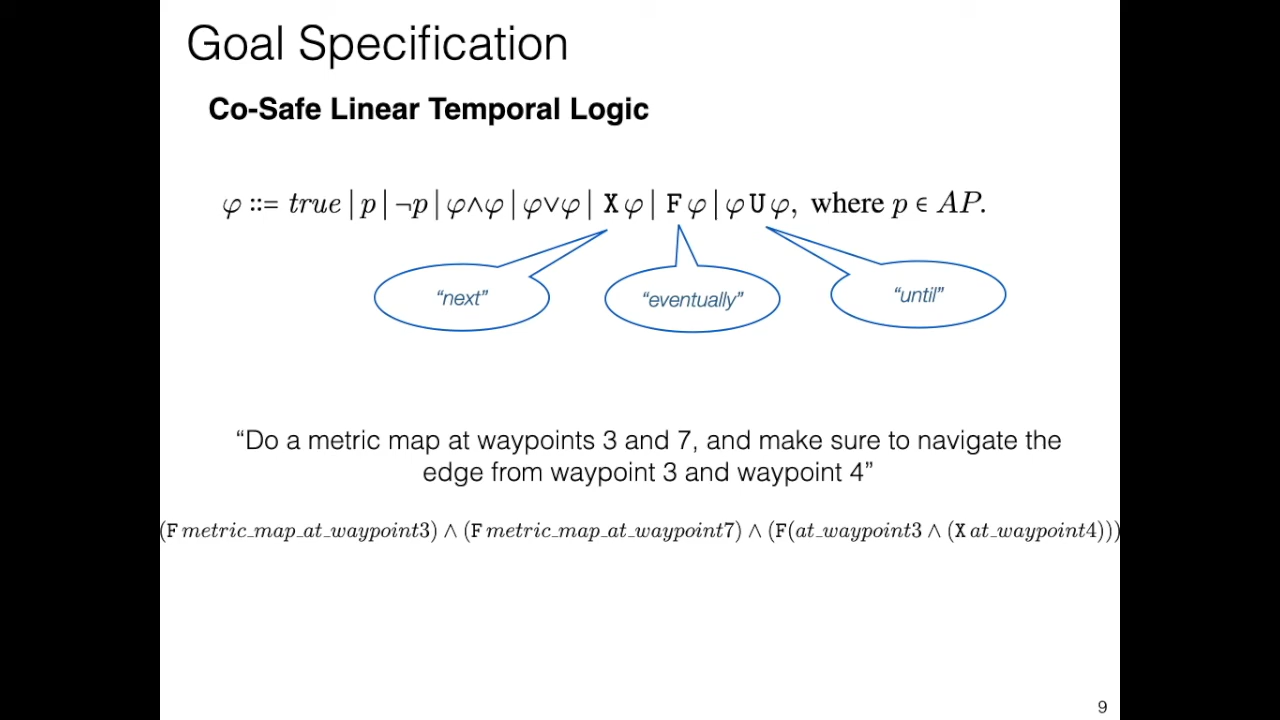 Goal Specification
Co-Safe Linear Temporal Logic
φ ::= true | p | ¬p | φ∧φ | φ∨φ | X φ | F φ | φ U φ, where p ∈ AP.
“next”
“eventually”
“until”
“Do a metric map at waypoints 3 and 7, and make sure to navigate the
edge from waypoint 3 and waypoint 4”
(F metric_map_at_waypoint3) ∧ (F metric_map_at_waypoint7) ∧ (F(at_waypoint3 ∧ (X at_waypoint4)))
9